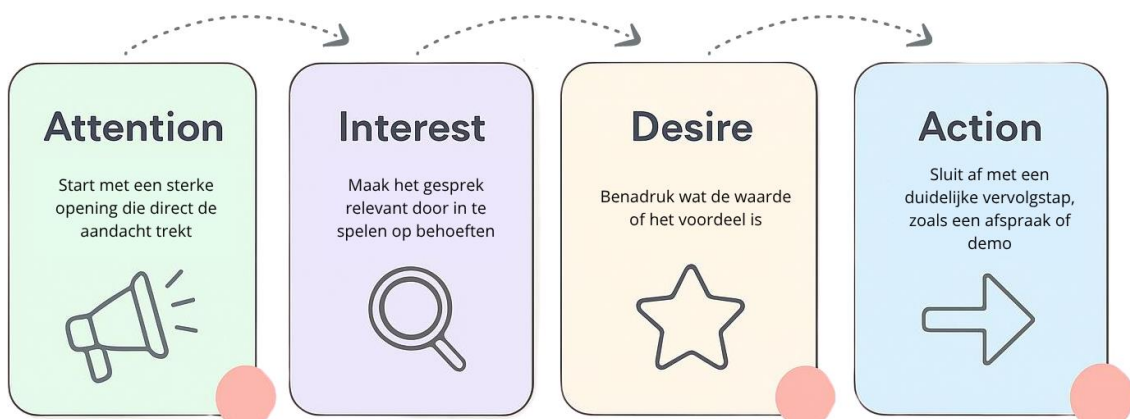 Attention
Start met een sterke
opening die direct de
aandacht trekt
Interest
Maak het gesprek
relevant door in te
spelen op behoeften
Desire
Benadruk wat de waarde
of het voordeel is
Action
Sluit af met een
duidelijke vervolgstap,
zoals een afspraak of
demo